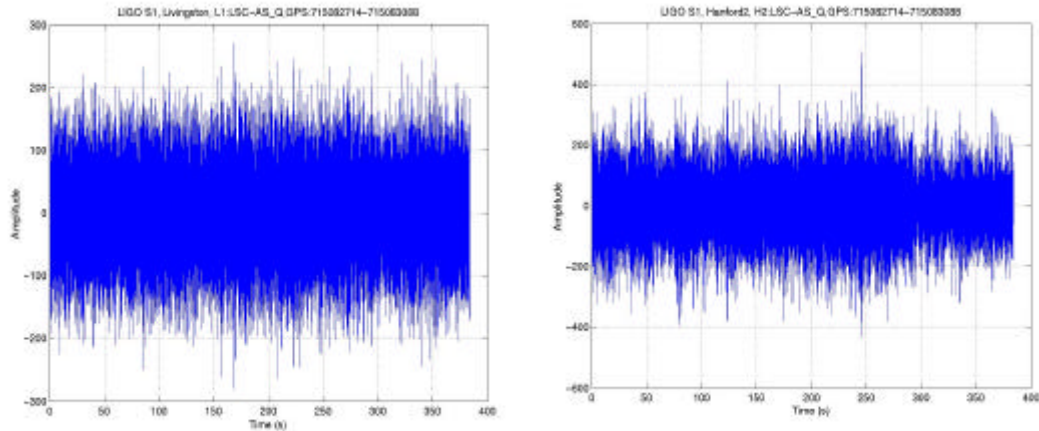 LIGO S1, Livingston, L1:LSC-AS_Q,GPS:715082714-715083098
300
200
100
0
-100
-200
-300
0 50 100 150 200 250 300 350 400
Amplitude
Time (s)
LIGO S1, Hanford2, H2:LSC-AS_Q,GPS:715082714-715083098
600
400
200
0
-200
-400
-600
0 50 100 150 200 250 300 350 400
Amplitude
Time (s)